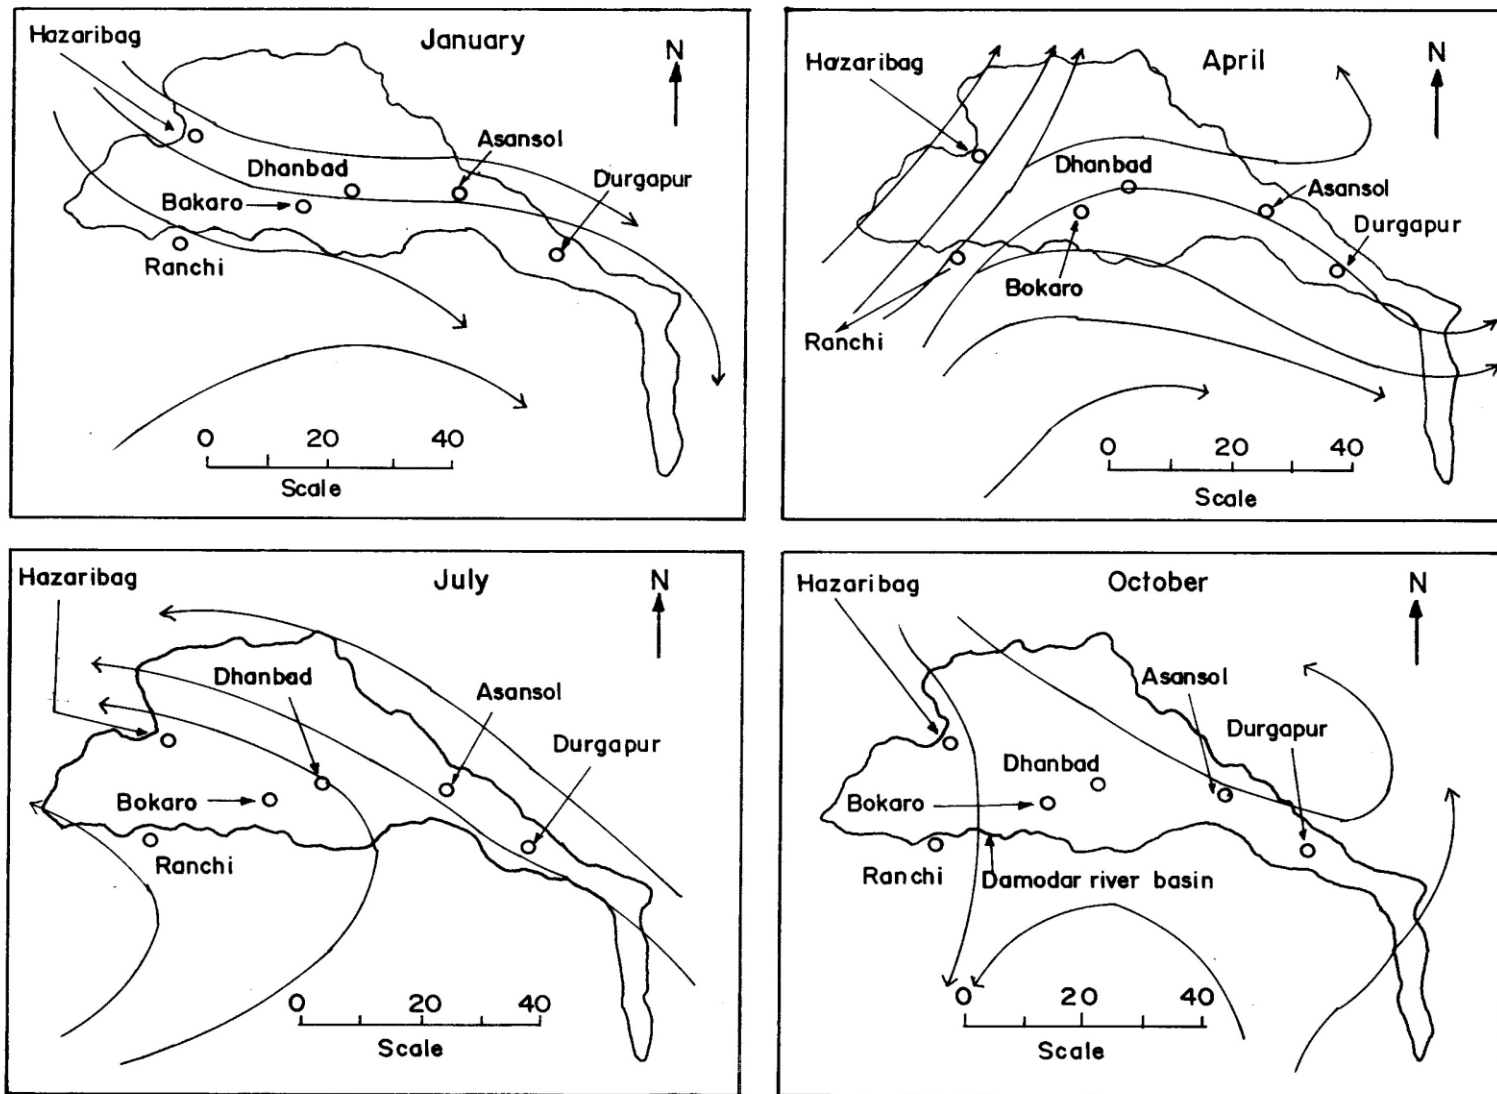 January
Hazaribag
N
Asansol
Dhanbad
Durgapur
Bakaro
Ranchi
0 20 40
Scale
April
N
Hazaribag
Dhanbad
Asansol
Durgapur
Bokaro
Ranchi
0 20 40
Scale
July
Hazaribag
N
Dhanbad
Asansol
Durgapur
Bokaro
Ranchi
0 20 40
Scale
October
Hazaribag
N
Asansol
Durgapur
Dhanbad
Bokaro
Ranchi
Damodar river basin
0 20 40
Scale